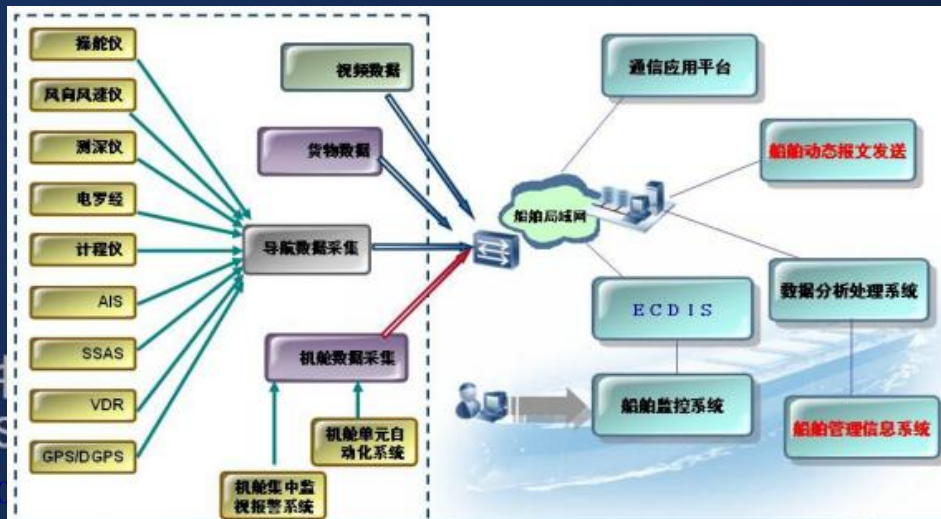 操舵仪
风向风速仪
测深仪
电罗经
计程仪
AIS
SSAS
VDR
GPS/DGPS
视频数据
货物数据
导航数据采集
机舱数据采集
机舱单元自
动化系统
机舱集中监
视报警系统
船舶局域网
通信应用平台
船舶动态报文发送
ECDIS
数据分析处理系统
船舶监控系统
船舶管理信息系统